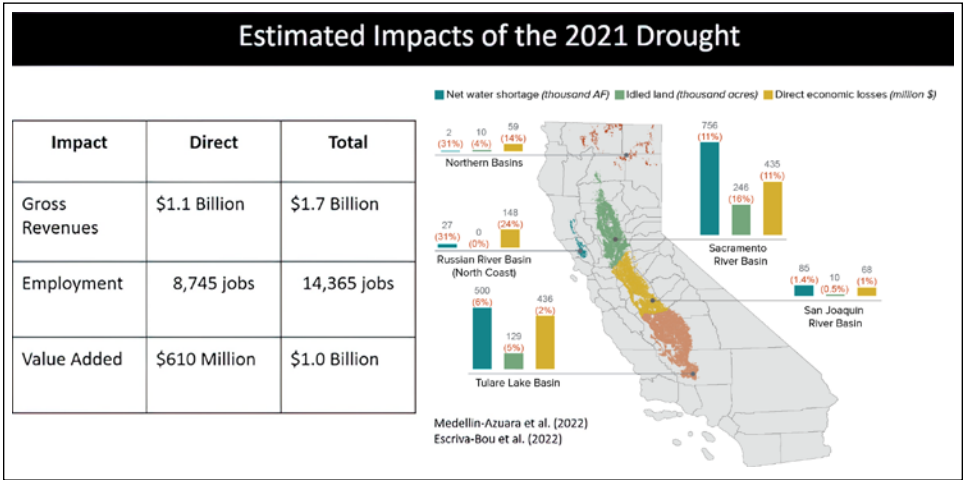 Estimated Impacts of the 2021 Drought
Impact Direct Total
Gross Revenues $1.1 Billion $1.7 Billion
Employment 8,745 jobs 14,365 jobs
Value Added $610 Million $1.0 Billion
Net water shortage (thousand AF) Idled land (thousand acres) Direct economic losses (million $)
2 10 59
(31%) (4%) (14%)
Northern Basins
756
(11%)
246
(16%)
435
(11%)
Sacramento
River Basin
27
(31%)
0
(0%)
148
(24%)
Russian River Basin
(North Coast)
85
(1.4%)
10
(0.5%)
68
(1%)
San Joaquin
River Basin
500
(6%)
129
(5%)
436
(2%)
Tulare Lake Basin
Medellin-Azuara et al. (2022)
Escriva-Bou et al. (2022)